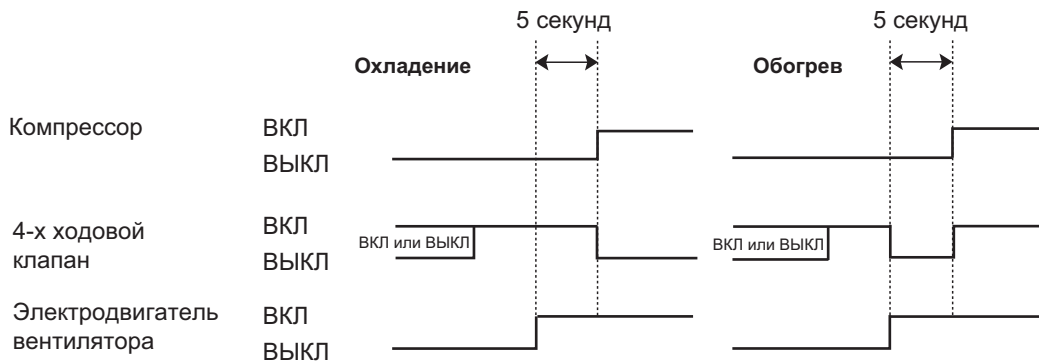 5 секунд 5 секунд
Охладение Обогрев
Компрессор ВКЛ
ВЫКЛ
4-х ходовой ВКЛ
клапан ВКЛ или ВЫКЛ ВКЛ или ВЫКЛ
ВЫКЛ
Электродвигатель ВКЛ
вентилятора ВЫКЛ